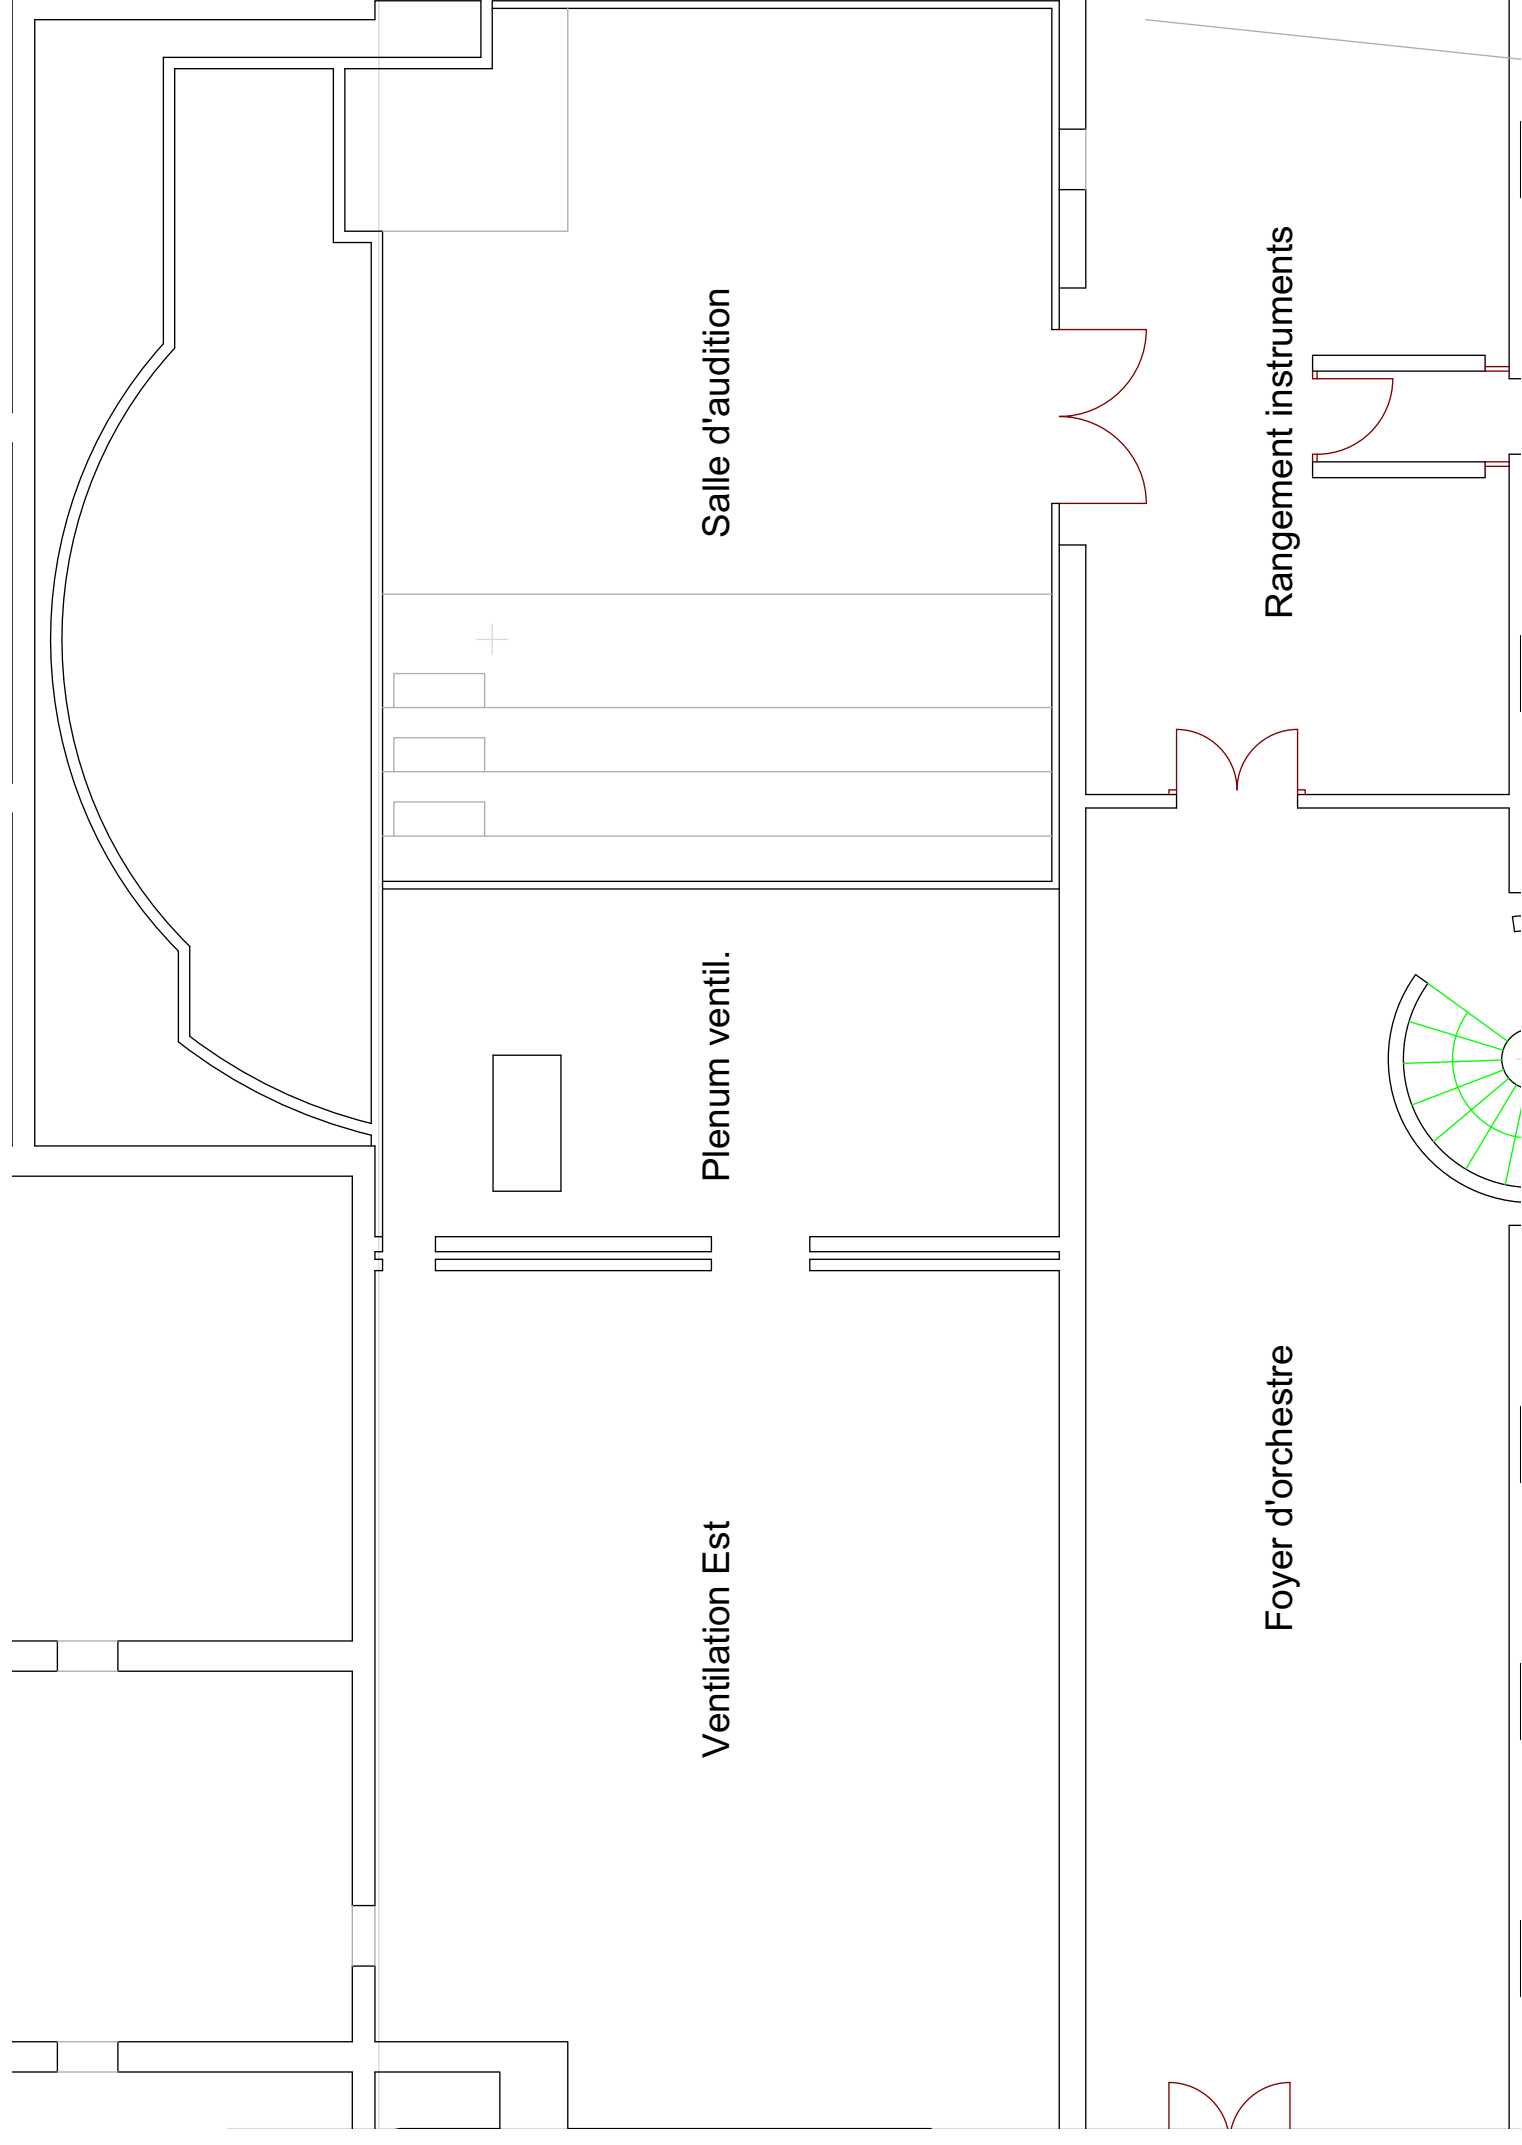 Salle d'audition
Rangement instruments
Plenum ventil.
Foyer d'orchestre
Ventilation Est